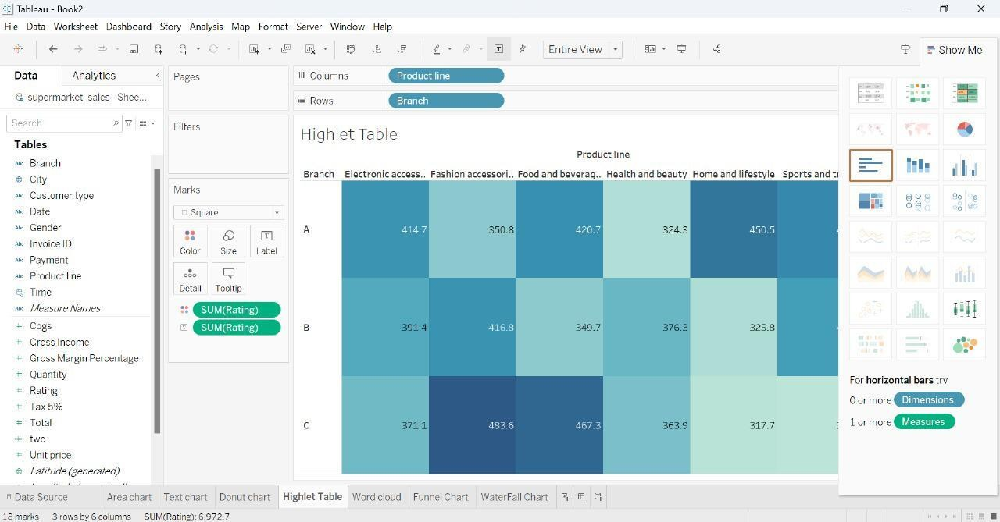 Tableau - Book2
File Data Worksheet Dashboard Story Analysis Map Format Server Window Help
Entire View
Show Me
Data Analytics
supermarket_sales - Shee...
Search
Tables
Abc Branch
City
Abc Customer type
Abc Date
Abc Gender
Abc Invoice ID
Abc Payment
Abc Product line
Time
Abc Measure Names
# Cogs
# Gross Income
# Gross Margin Percentage
# Quantity
# Rating
# Tax 5%
# Total
# two
# Unit price
Latitude (generated)
Pages
Filters
Marks
Square
Color Size Label
Detail Tooltip
SUM(Rating)
SUM(Rating)
Columns Product line
Rows Branch
Highlet Table
Product line
Branch Electronic access.. Fashion accessori.. Food and beverag.. Health and beauty Home and lifestyle Sports and tr
A 414.7 350.8 420.7 324.3 450.5
B 391.4 416.8 349.7 376.3 325.8
C 371.1 483.6 467.3 363.9 317.7
For horizontal bars try
0 or more Dimensions
1 or more Measures
Data Source Area chart Text chart Donut chart Highlet Table Word cloud Funnel Chart WaterFall Chart
18 marks 3 rows by 6 columns SUM(Rating): 6,972.7